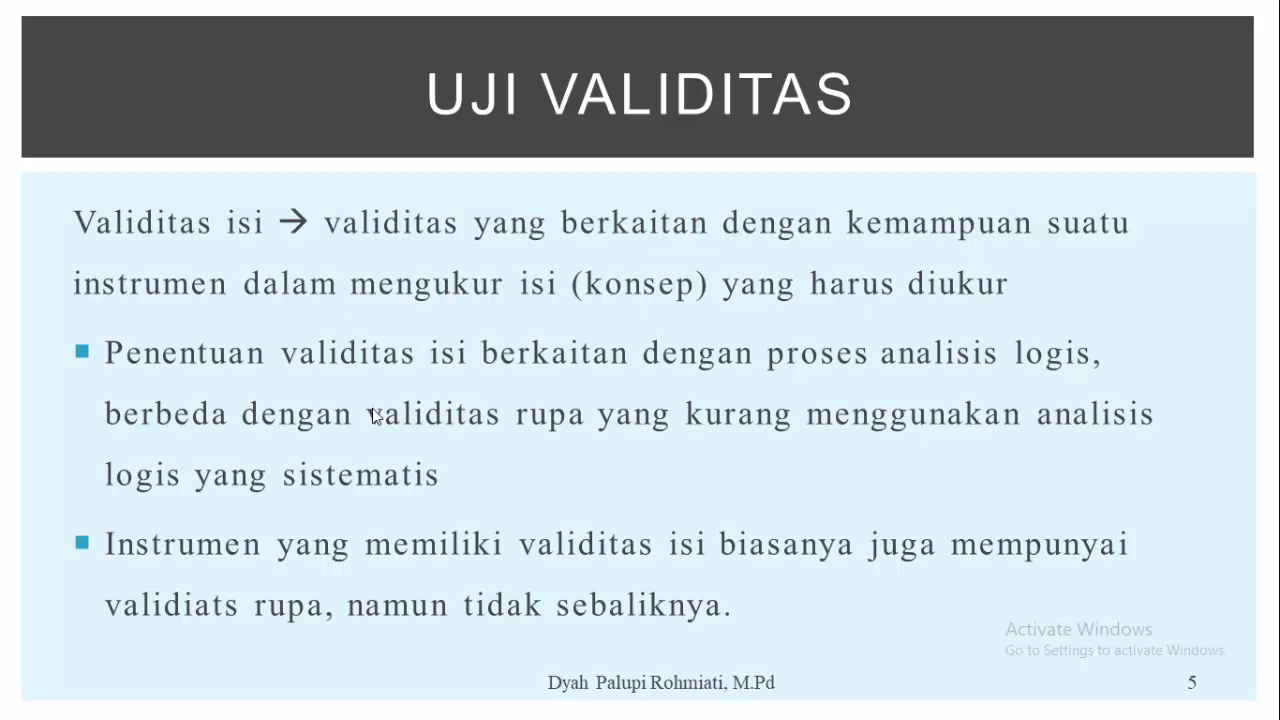 UJI VALIDITAS
Validitas isi → validitas yang berkaitan dengan kemampuan suatu
instrumen dalam mengukur isi (konsep) yang harus diukur
▪ Penentuan validitas isi berkaitan dengan proses analisis logis,
berbeda dengan validitas rupa yang kurang menggunakan analisis
logis yang sistematis
▪ Instrumen yang memiliki validitas isi biasanya juga mempunyai
validiats rupa, namun tidak sebaliknya.
Activate Windows
Go to Settings to activate Windows.
Dyah Palupi Rohmiati, M.Pd
5